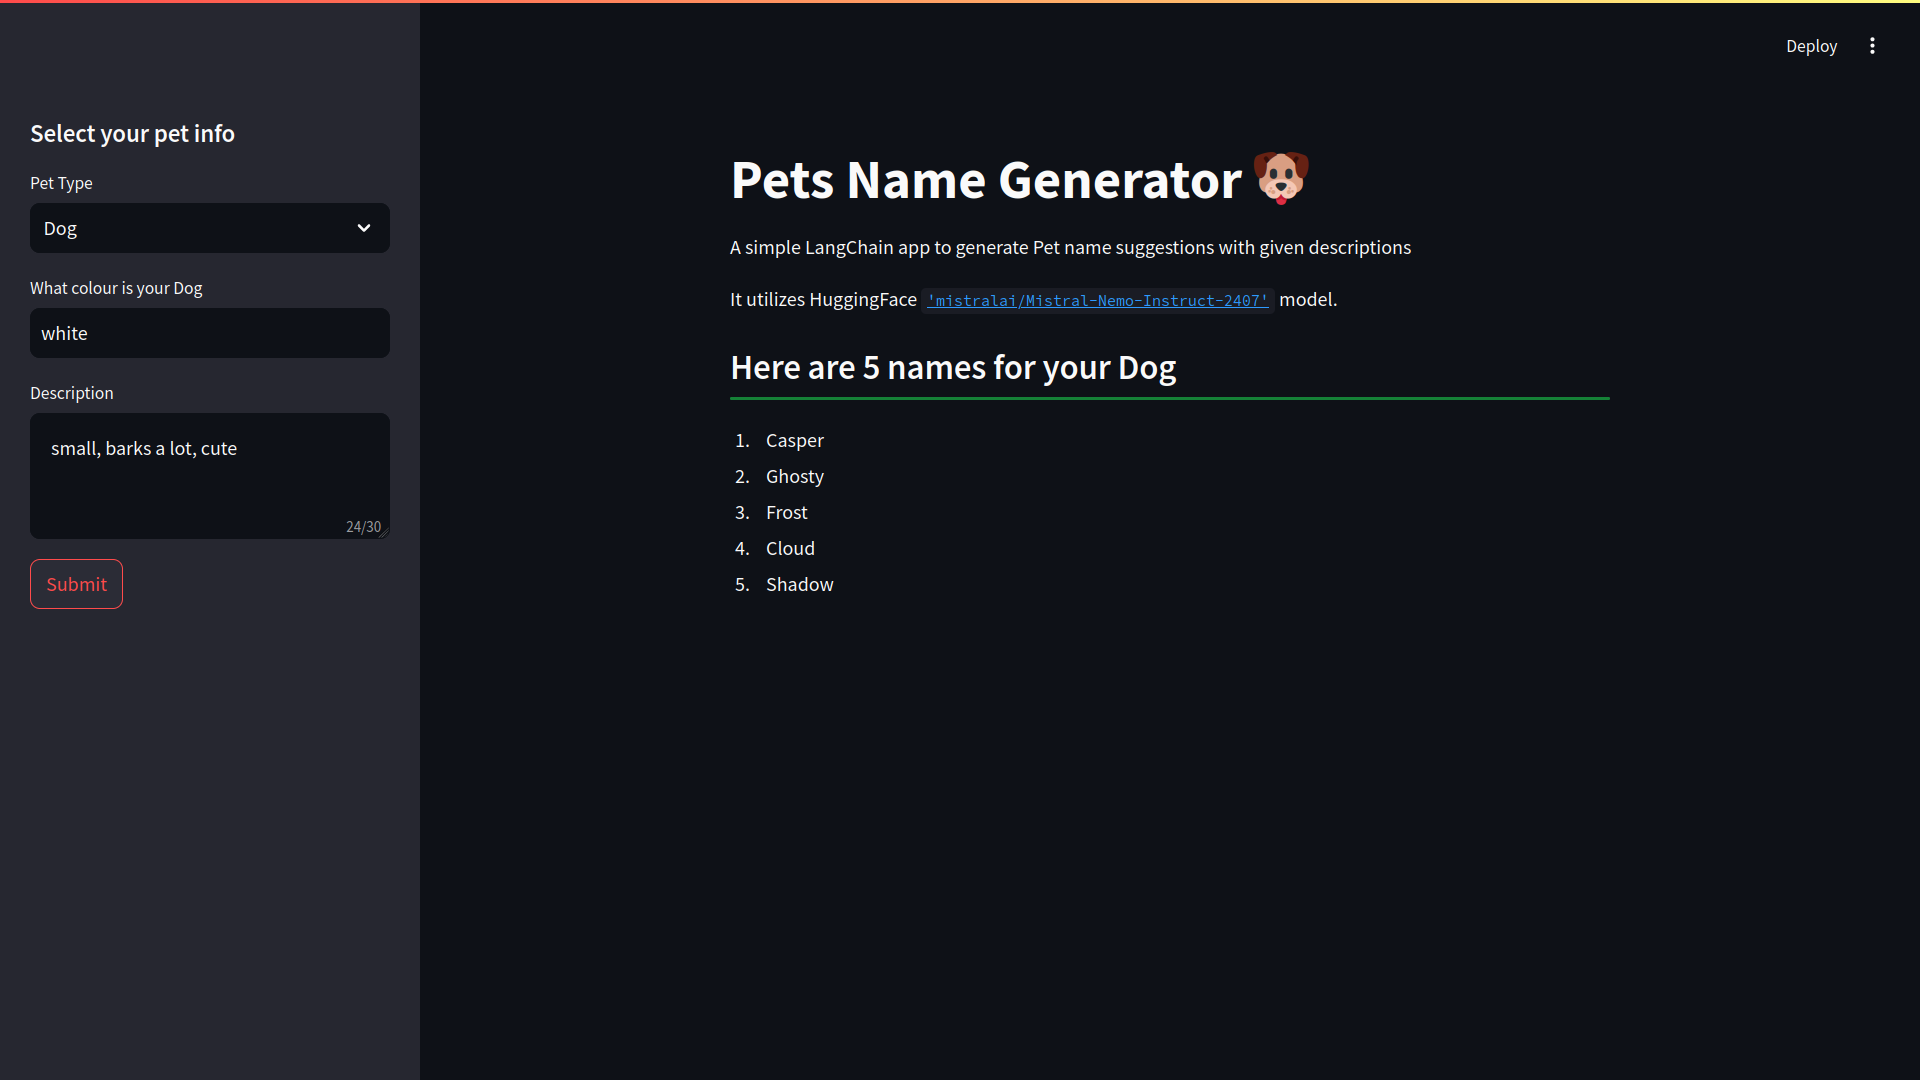 Deploy
Select your pet info
Pet Type
Dog
What colour is your Dog
white
Description
small, barks a lot, cute
24/30
Submit
Pets Name Generator
A simple LangChain app to generate Pet name suggestions with given descriptions
It utilizes HuggingFace 'mistralai/Mistral-Nemo-Instruct-2407' model.
Here are 5 names for your Dog
1. Casper
2. Ghosty
3. Frost
4. Cloud
5. Shadow